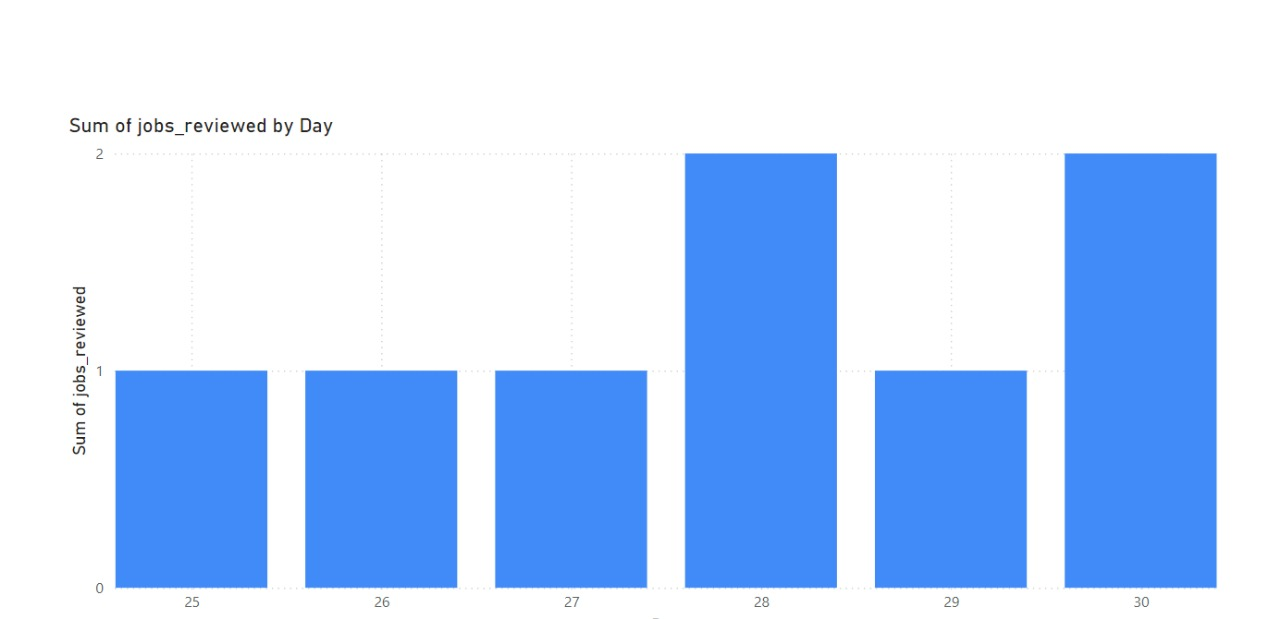 Sum of jobs_reviewed by Day
2
1
0
Sum of jobs_reviewed
25 26 27 28 29 30